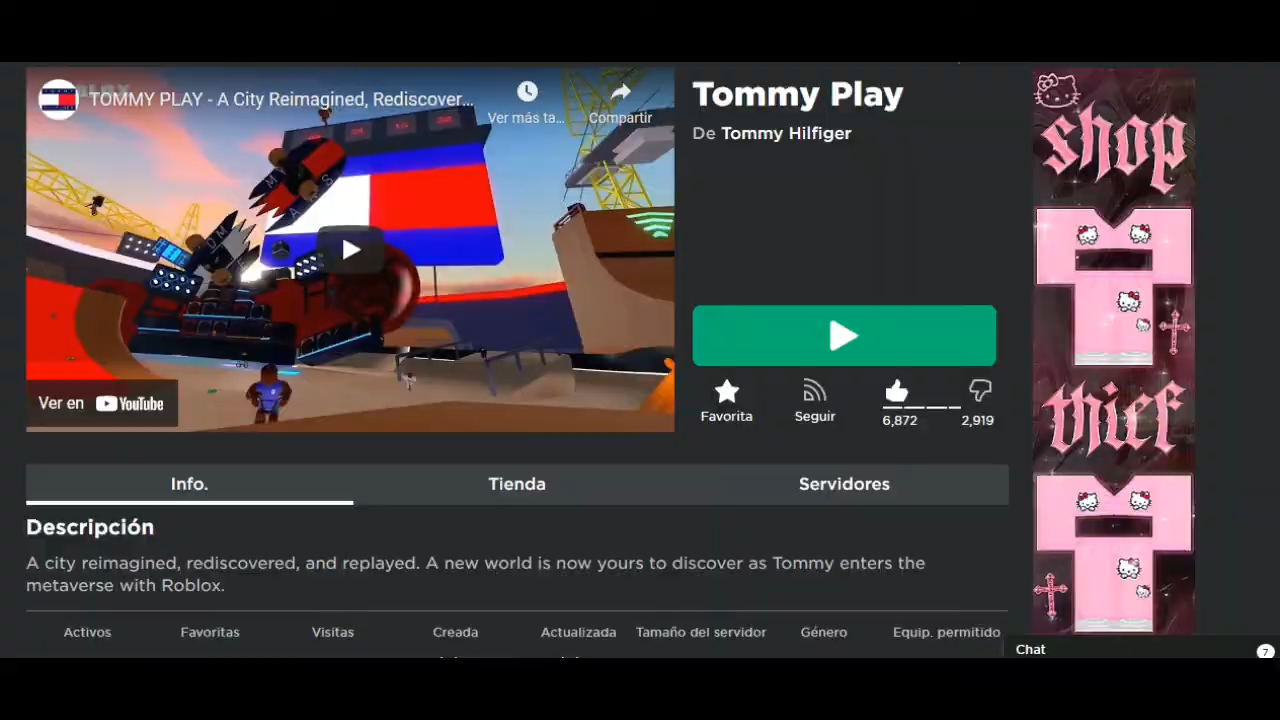 TOMMY PLAY - A City Reimagined, Rediscover...
Ver más ta...
Compartir
Ver en YouTube
Tommy Play
De Tommy Hilfiger
Favorita
Seguir
6,872
2,919
Info.
Tienda
Servidores
Descripción
A city reimagined, rediscovered, and replayed. A new world is now yours to discover as Tommy enters the
metaverse with Roblox.
Activos
Favoritas
Visitas
Creada
Actualizada
Tamaño del servidor
Género
Equip. permitido
shop
thief
Chat
7